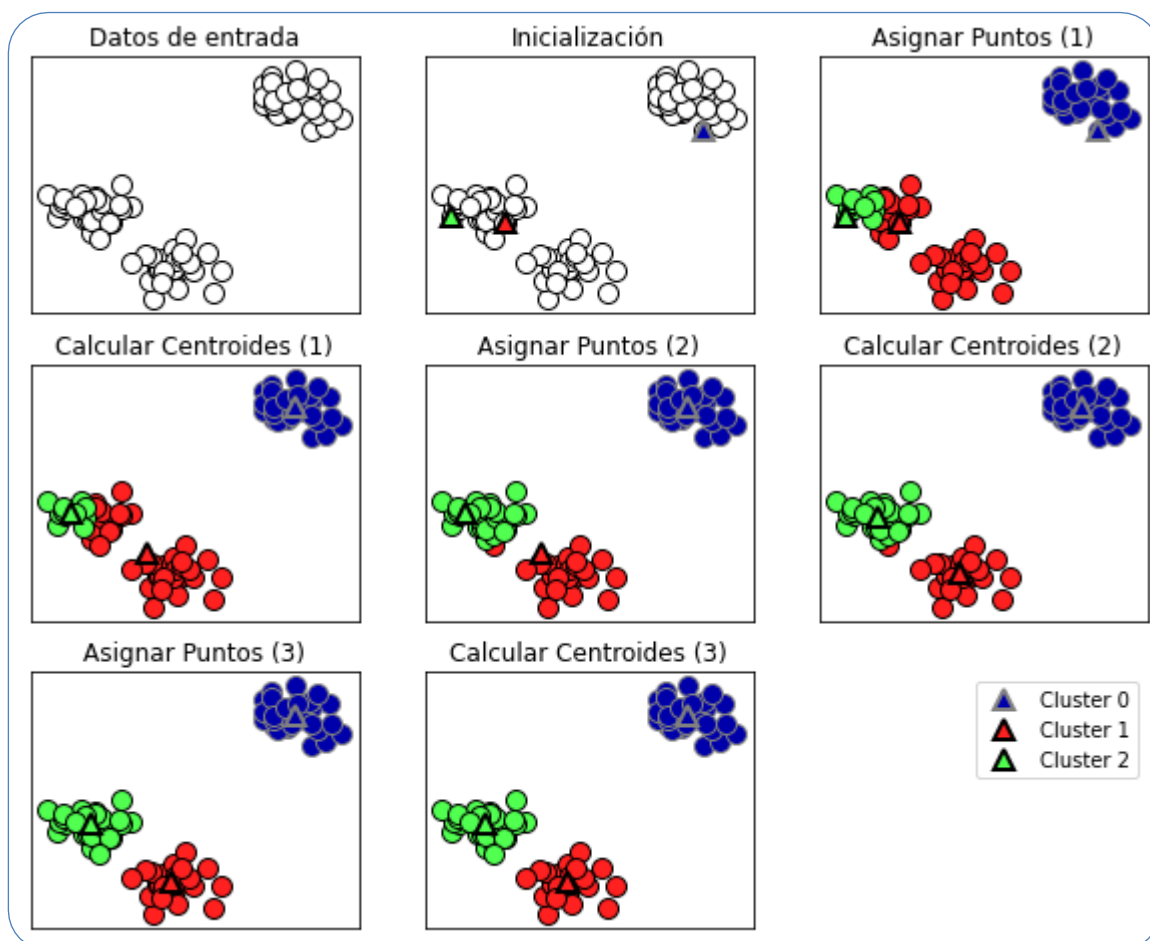 Datos de entrada
Inicialización
Asignar Puntos (1)
Calcular Centroides (1)
Asignar Puntos (2)
Calcular Centroides (2)
Asignar Puntos (3)
Calcular Centroides (3)
Cluster 0
Cluster 1
Cluster 2